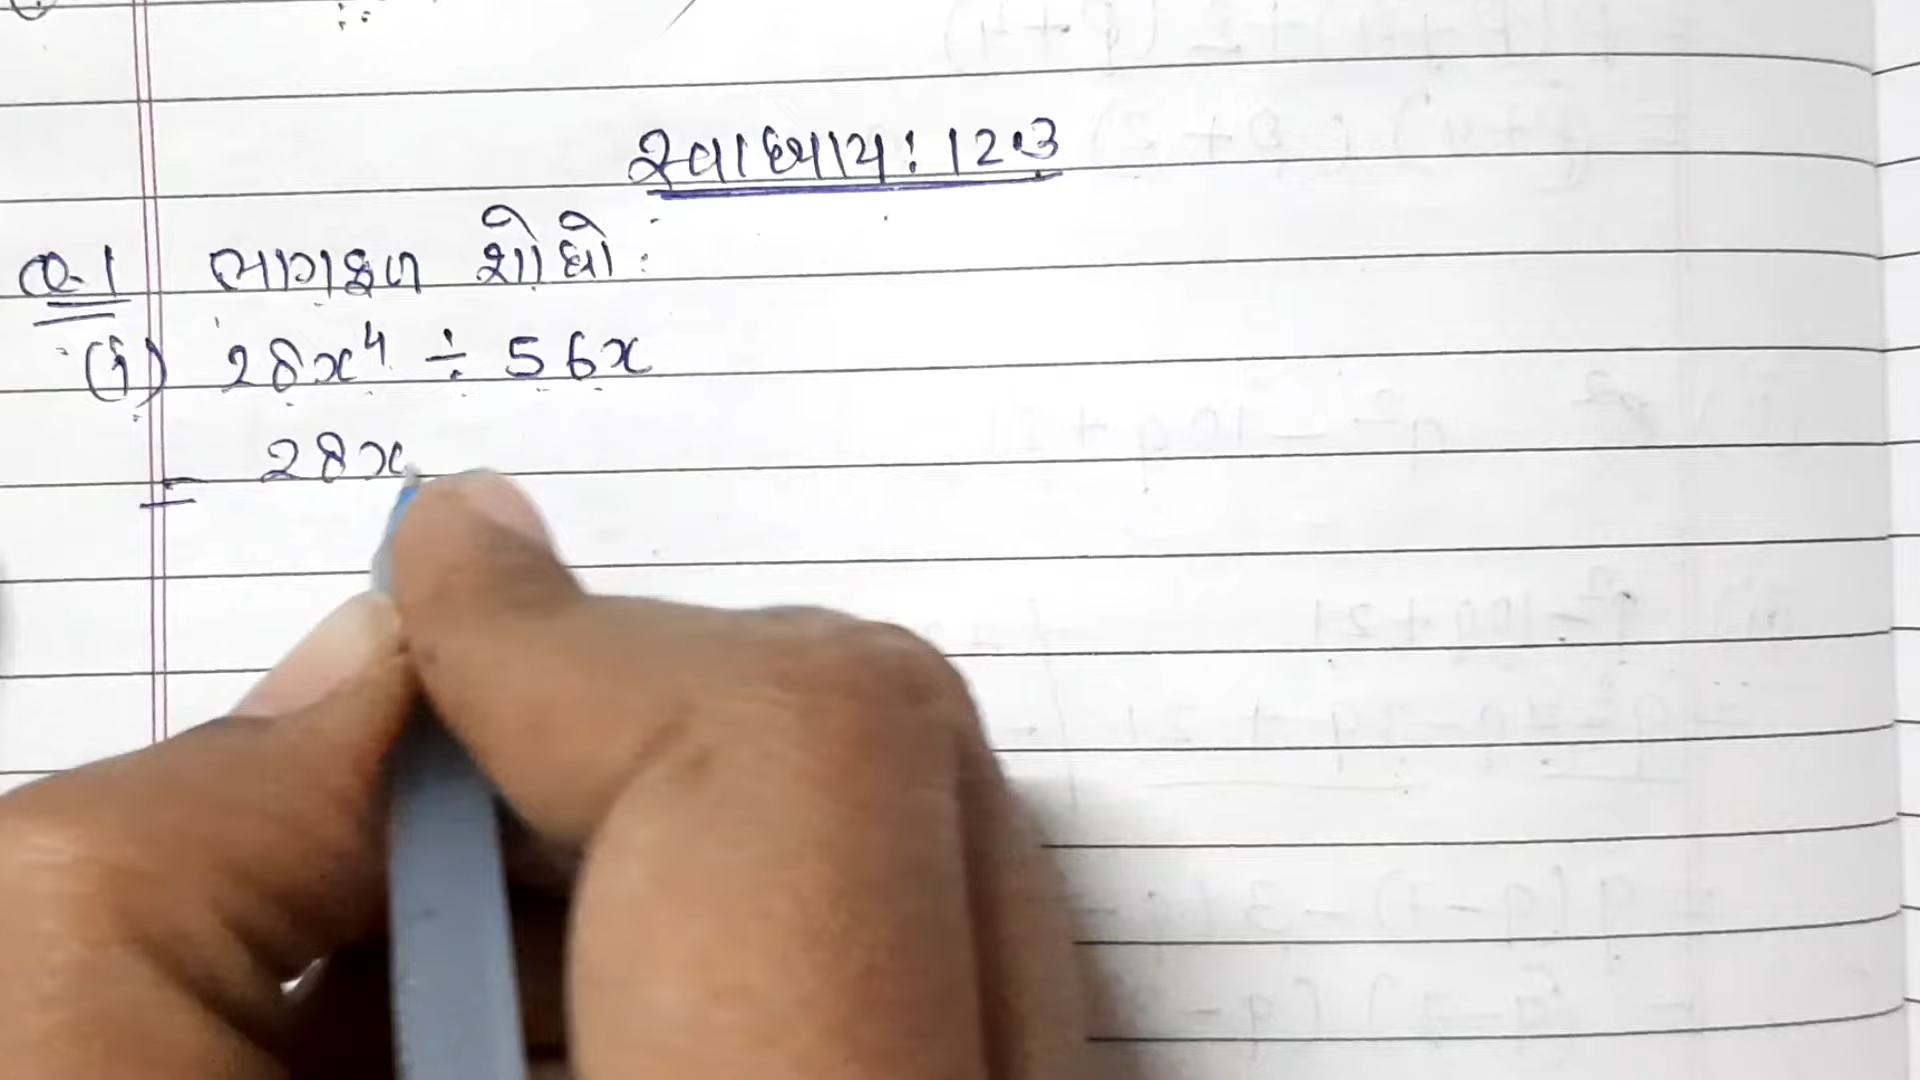 સ્વાધ્યાય : 12.3
Q.1 ભાગફળ શોધો :
(i) 28x⁴ ÷ 56x
= 28x